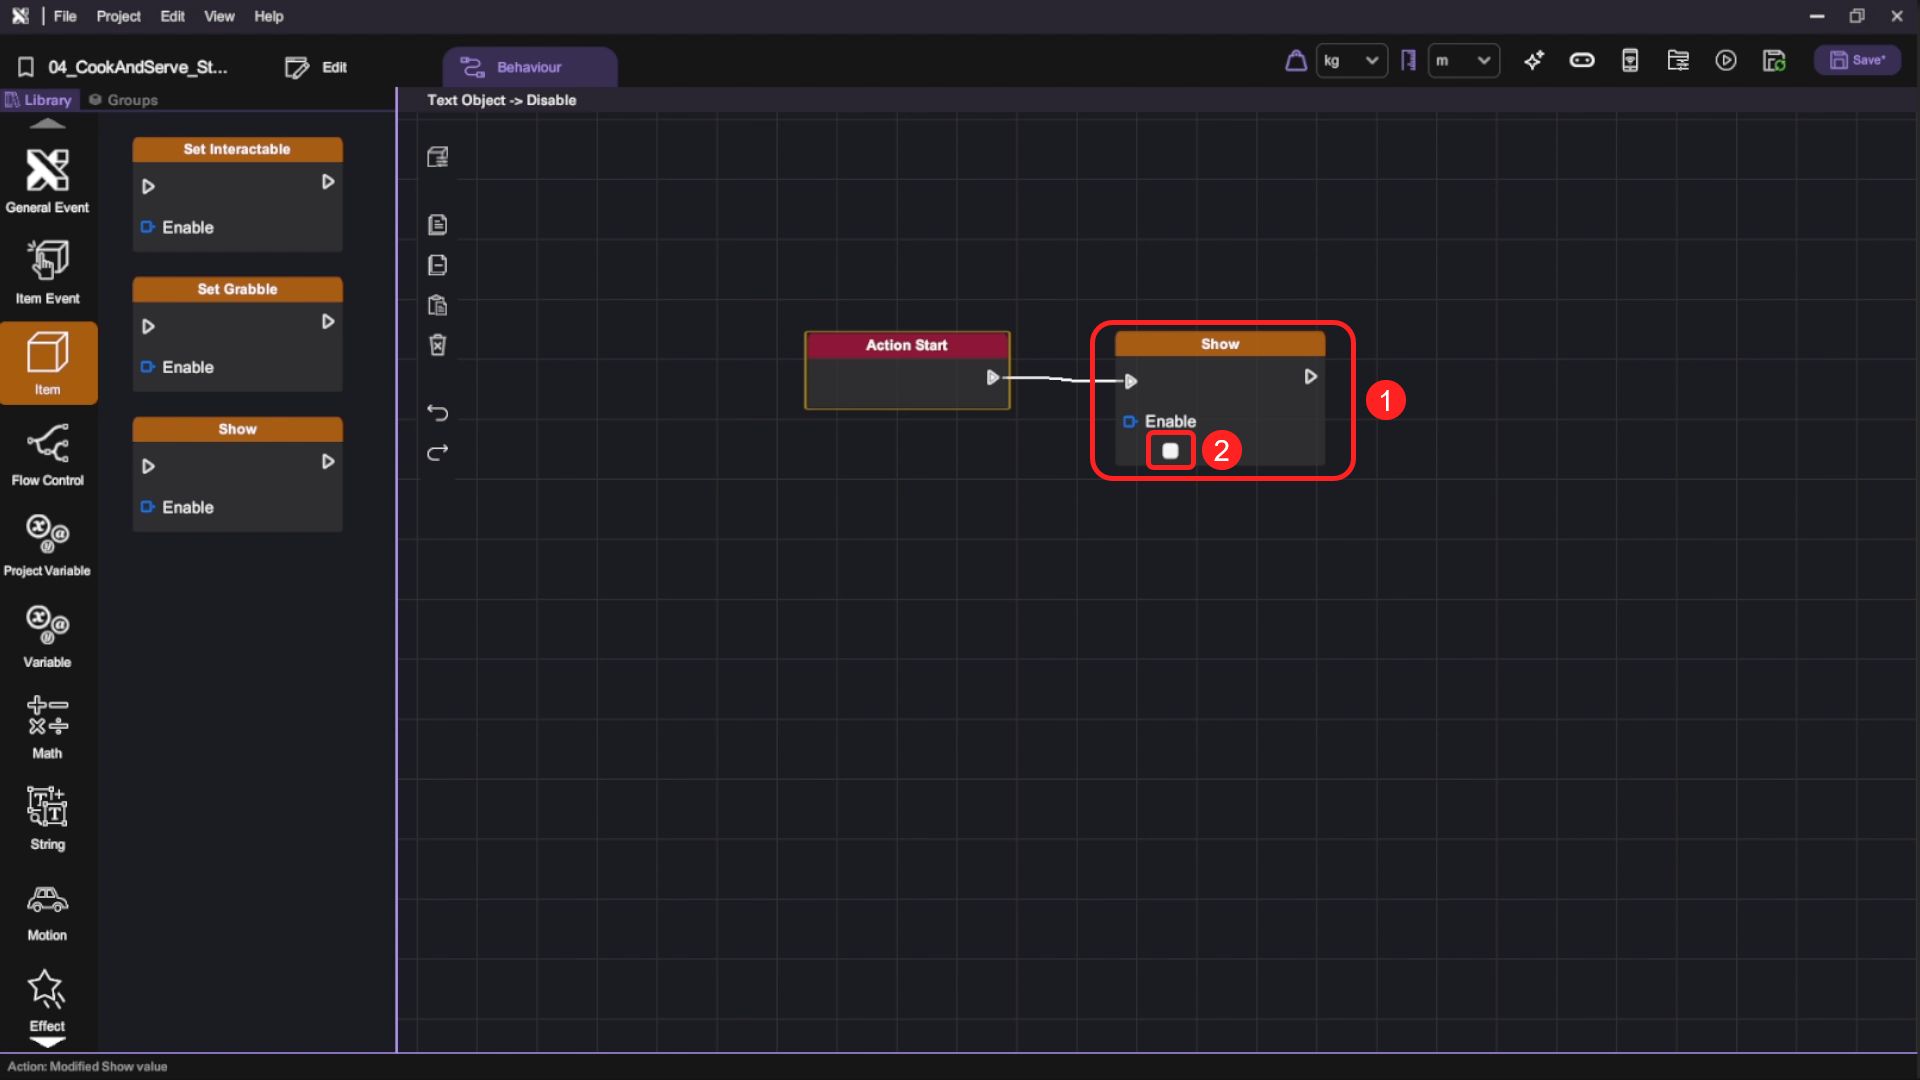 File Project Edit View Help
04_CookAndServe_St... Edit Behaviour kg m Save*
Library Groups Text Object -> Disable
General Event
Item Event
Item
Flow Control
Project Variable
Variable
Math
String
Motion
Effect
Set Interactable
Enable
Set Grabble
Enable
Show
Enable
Action Start
Show
Enable
1
2
Action: Modified Show value